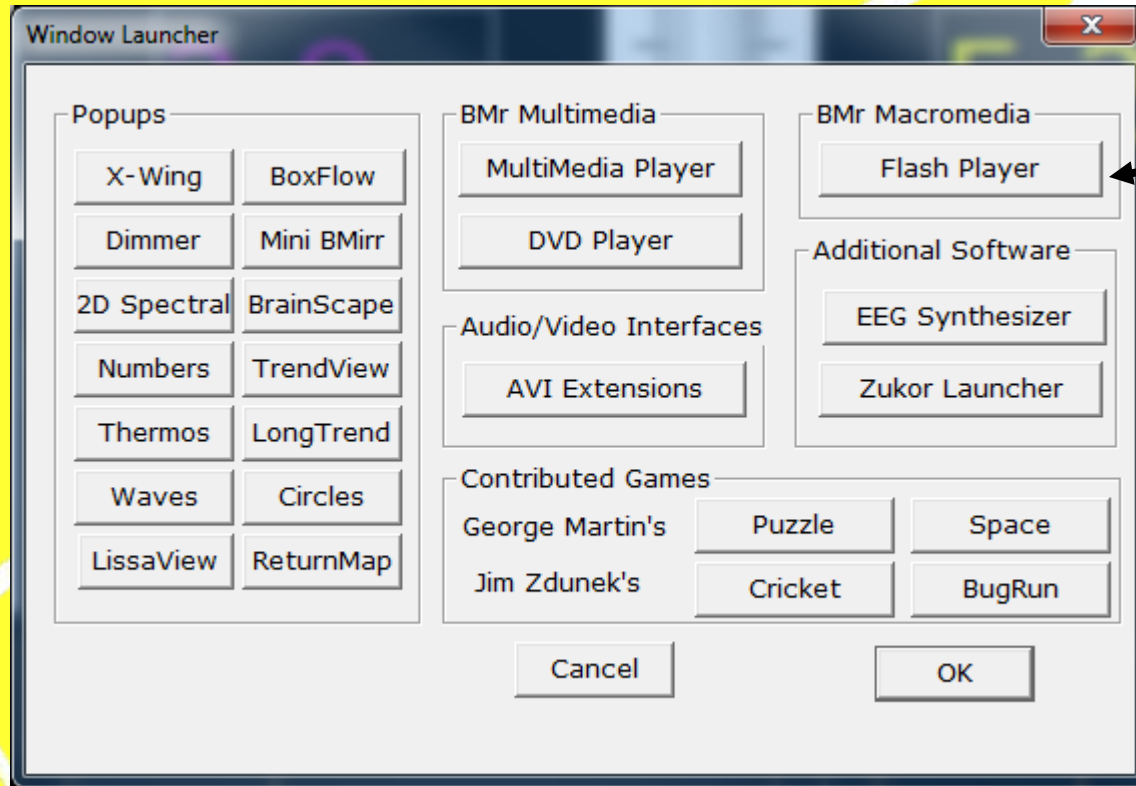 Window Launcher
Popups
X-Wing
BoxFlow
Dimmer
Mini BMirr
2D Spectral
BrainScape
Numbers
TrendView
Thermos
LongTrend
Waves
Circles
LissaView
ReturnMap
BMr Multimedia
MultiMedia Player
DVD Player
Audio/Video Interfaces
AVI Extensions
BMr Macromedia
Flash Player
Additional Software
EEG Synthesizer
Zukor Launcher
Contributed Games
George Martin's
Puzzle
Space
Jim Zdunek's
Cricket
BugRun
Cancel
OK